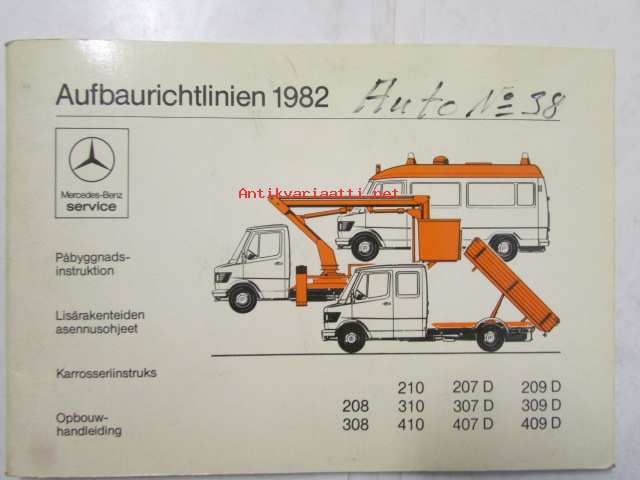 Aufbaurichtlinien 1982 Auto № 38
Mercedes-Benz
service
Antikvariaatti.net
Påbyggnads-
instruktion
Lisärakenteiden
asennusohjeet
Karrosseriinstruks
Opbouw-
handleiding
210 207 D 209 D
208 310 307 D 309 D
308 410 407 D 409 D